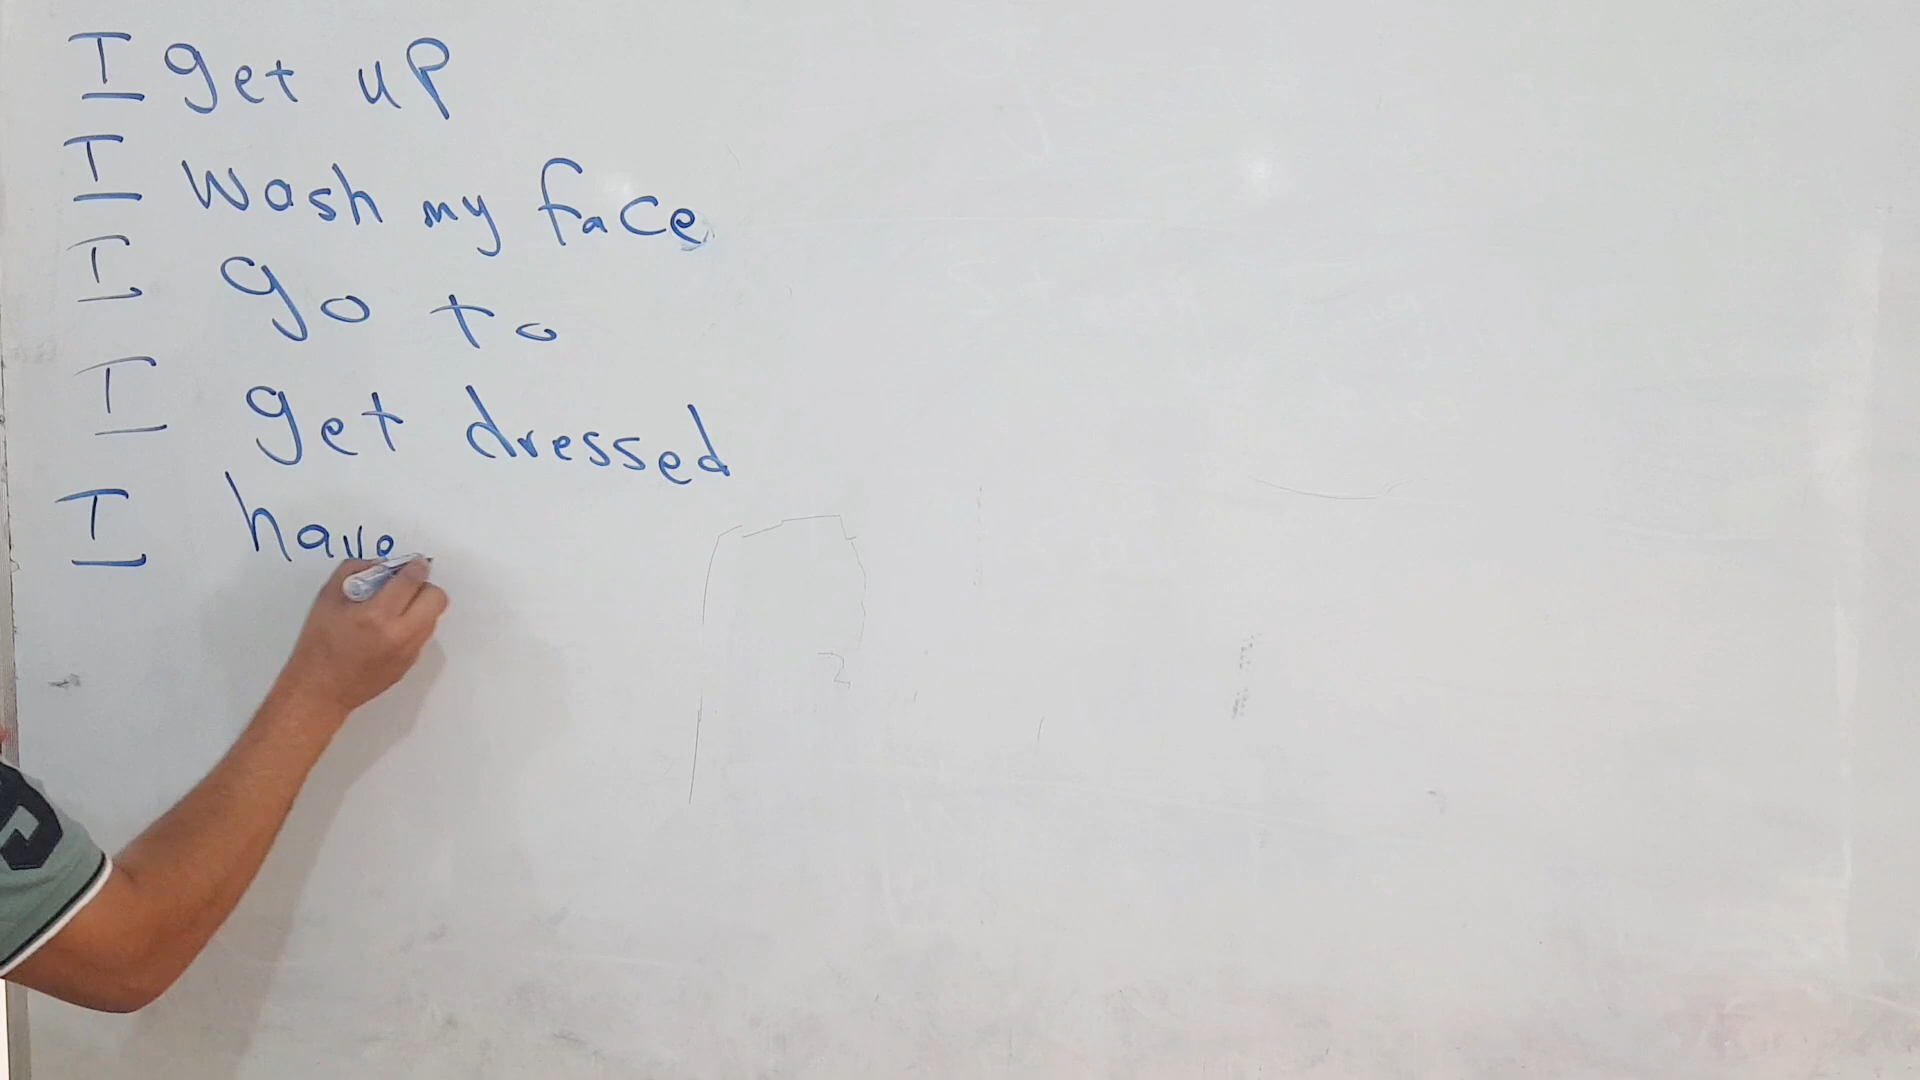 I get up
I wash my face
I go to
I get dressed
I have